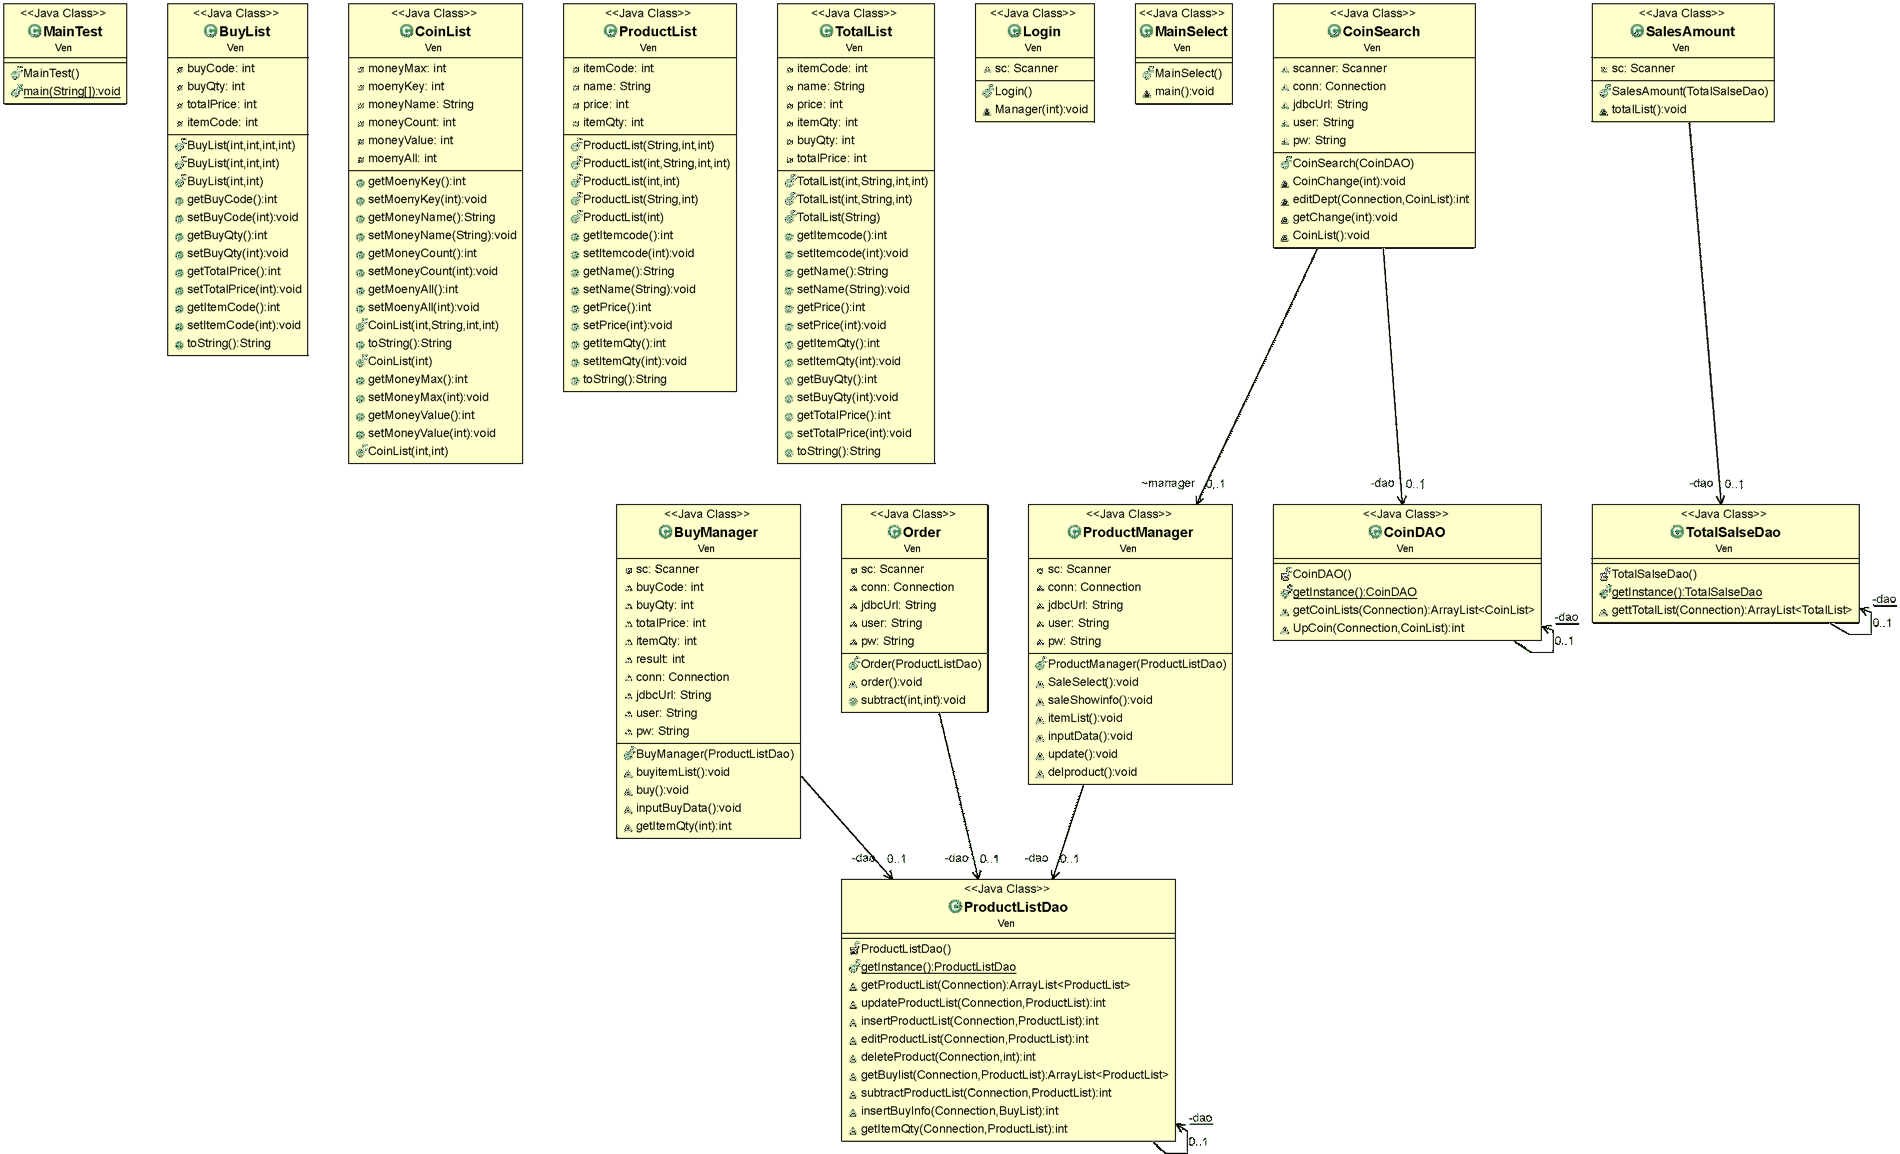 <<Java Class>>
MainTest
Ven
MainTest()
main(String[]):void
<<Java Class>>
BuyList
Ven
buyCode: int
buyQty: int
totalPrice: int
itemCode: int
BuyList(int,int,int,int)
BuyList(int,int,int)
BuyList(int,int)
getBuyCode():int
setBuyCode(int):void
getBuyQty():int
setBuyQty(int):void
getTotalPrice():int
setTotalPrice(int):void
getItemCode():int
setItemCode(int):void
toString():String
<<Java Class>>
CoinList
Ven
moneyMax: int
moenyKey: int
moneyName: String
moneyCount: int
moneyValue: int
moenyAll: int
getMoenyKey():int
setMoenyKey(int):void
getMoneyName():String
setMoneyName(String):void
getMoneyCount():int
setMoneyCount(int):void
getMoenyAll():int
setMoenyAll(int):void
CoinList(int,String,int,int)
toString():String
CoinList(int)
getMoneyMax():int
setMoneyMax(int):void
getMoneyValue():int
setMoneyValue(int):void
CoinList(int,int)
<<Java Class>>
ProductList
Ven
itemCode: int
name: String
price: int
itemQty: int
ProductList(String,int,int)
ProductList(int,String,int,int)
ProductList(int,int)
ProductList(String,int)
ProductList(int)
getItemcode():int
setItemcode(int):void
getName():String
setName(String):void
getPrice():int
setPrice(int):void
getItemQty():int
setItemQty(int):void
toString():String
<<Java Class>>
TotalList
Ven
itemCode: int
name: String
price: int
itemQty: int
buyQty: int
totalPrice: int
TotalList(int,String,int,int)
TotalList(int,String,int)
TotalList(String)
getItemcode():int
setItemcode(int):void
getName():String
setName(String):void
getPrice():int
setPrice(int):void
getItemQty():int
setItemQty(int):void
getBuyQty():int
setBuyQty(int):void
getTotalPrice():int
setTotalPrice(int):void
toString():String
<<Java Class>>
Login
Ven
sc: Scanner
Login()
Manager(int):void
<<Java Class>>
MainSelect
Ven
MainSelect()
main():void
<<Java Class>>
CoinSearch
Ven
scanner: Scanner
conn: Connection
jdbcUrl: String
user: String
pw: String
CoinSearch(CoinDAO)
CoinChange(int):void
editDept(Connection,CoinList):int
getChange(int):void
CoinList():void
<<Java Class>>
SalesAmount
Ven
sc: Scanner
SalesAmount(TotalSalseDao)
totalList():void
~manager 0..1
-dao 0..1
-dao 0..1
<<Java Class>>
BuyManager
Ven
sc: Scanner
buyCode: int
buyQty: int
totalPrice: int
itemQty: int
result: int
conn: Connection
jdbcUrl: String
user: String
pw: String
BuyManager(ProductListDao)
buyitemList():void
buy():void
inputBuyData():void
getItemQty(int):int
<<Java Class>>
Order
Ven
sc: Scanner
conn: Connection
jdbcUrl: String
user: String
pw: String
Order(ProductListDao)
order():void
subtract(int,int):void
<<Java Class>>
ProductManager
Ven
sc: Scanner
conn: Connection
jdbcUrl: String
user: String
pw: String
ProductManager(ProductListDao)
SaleSelect():void
saleShowinfo():void
itemList():void
inputData():void
update():void
delproduct():void
<<Java Class>>
CoinDAO
Ven
CoinDAO()
getInstance():CoinDAO
getCoinLists(Connection):ArrayList<CoinList>
UpCoin(Connection,CoinList):int
-dao
0..1
<<Java Class>>
TotalSalseDao
Ven
TotalSalseDao()
getInstance():TotalSalseDao
gettTotalList(Connection):ArrayList<TotalList>
-dao
0..1
-dao 0..1
-dao 0..1
-dao 0..1
<<Java Class>>
ProductListDao
Ven
ProductListDao()
getInstance():ProductListDao
getProductList(Connection):ArrayList<ProductList>
updateProductList(Connection,ProductList):int
insertProductList(Connection,ProductList):int
editProductList(Connection,ProductList):int
deleteProduct(Connection,int):int
getBuylist(Connection,ProductList):ArrayList<ProductList>
subtractProductList(Connection,ProductList):int
insertBuyInfo(Connection,BuyList):int
getItemQty(Connection,ProductList):int
-dao
0..1